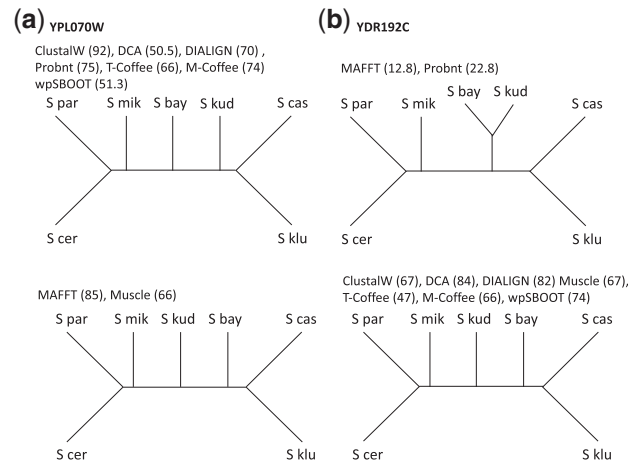 (a) YPL070W
ClustalW (92), DCA (50.5), DIALIGN (70) ,
Probnt (75), T-Coffee (66), M-Coffee (74)
wpSBOOT (51.3)
S par S mik S bay S kud S cas
S cer S klu
MAFFT (85), Muscle (66)
S par S mik S kud S bay S cas
S cer S klu
(b) YDR192C
MAFFT (12.8), Probnt (22.8)
S bay S kud
S par S mik S cas
S cer S klu
ClustalW (67), DCA (84), DIALIGN (82) Muscle (67),
T-Coffee (47), M-Coffee (66), wpSBOOT (74)
S par S mik S kud S bay S cas
S cer S klu